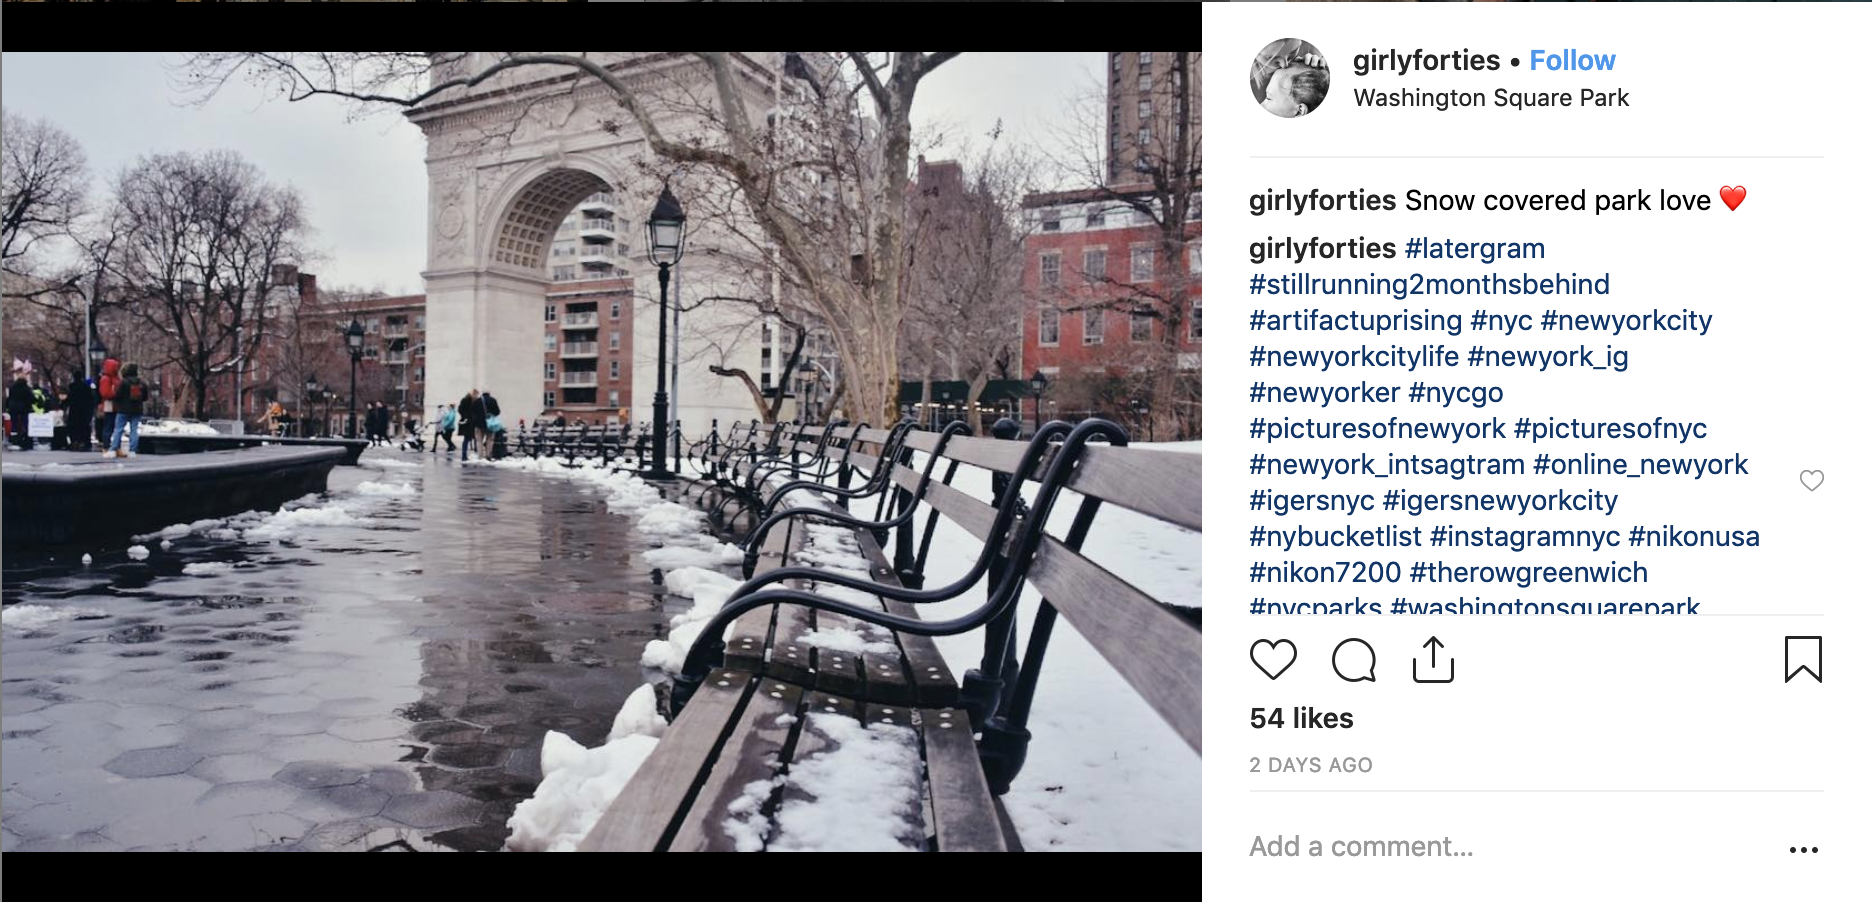 girlyforties • Follow
Washington Square Park
girlyforties Snow covered park love ❤️
girlyforties #latergram
#stillrunning2monthsbehind
#artifactuprising #nyc #newyorkcity
#newyorkcitylife #newyork_ig
#newyorker #nycgo
#picturesofnewyork #picturesofnyc
#newyork_intsagtram #online_newyork
#igersnyc #igersnewyorkcity
#nybucketlist #instagramnyc #nikonusa
#nikon7200 #therowgreenwich
#nycparks #washingtonsquarepark
54 likes
2 DAYS AGO
Add a comment...